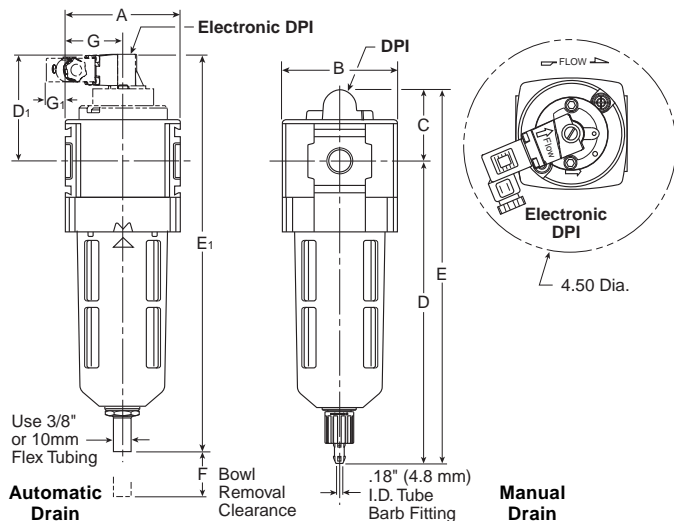 A
G
Electronic DPI
D1
G1
E1
Use 3/8"
or 10mm
Flex Tubing
F
Bowl
Removal
Clearance
Automatic
Drain
DPI
B
C
D
E
.18" (4.8 mm)
I.D. Tube
Barb Fitting
Manual
Drain
FLOW
Flow
Electronic
DPI
4.50 Dia.